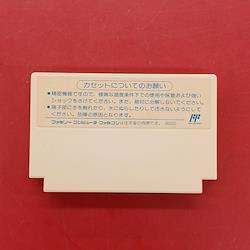 カセットについてのお願い
●精密機器ですので、極端な温度条件下での使用や保管および強い
ショックをさけてください。また、絶対に分解しないでください。
●端子部に手を触れたり、水にぬらしたりして汚さないようにして
ください。故障の原因となります。
ファミリーコンピュータ・ファミコンは任天堂の商標です。
FF